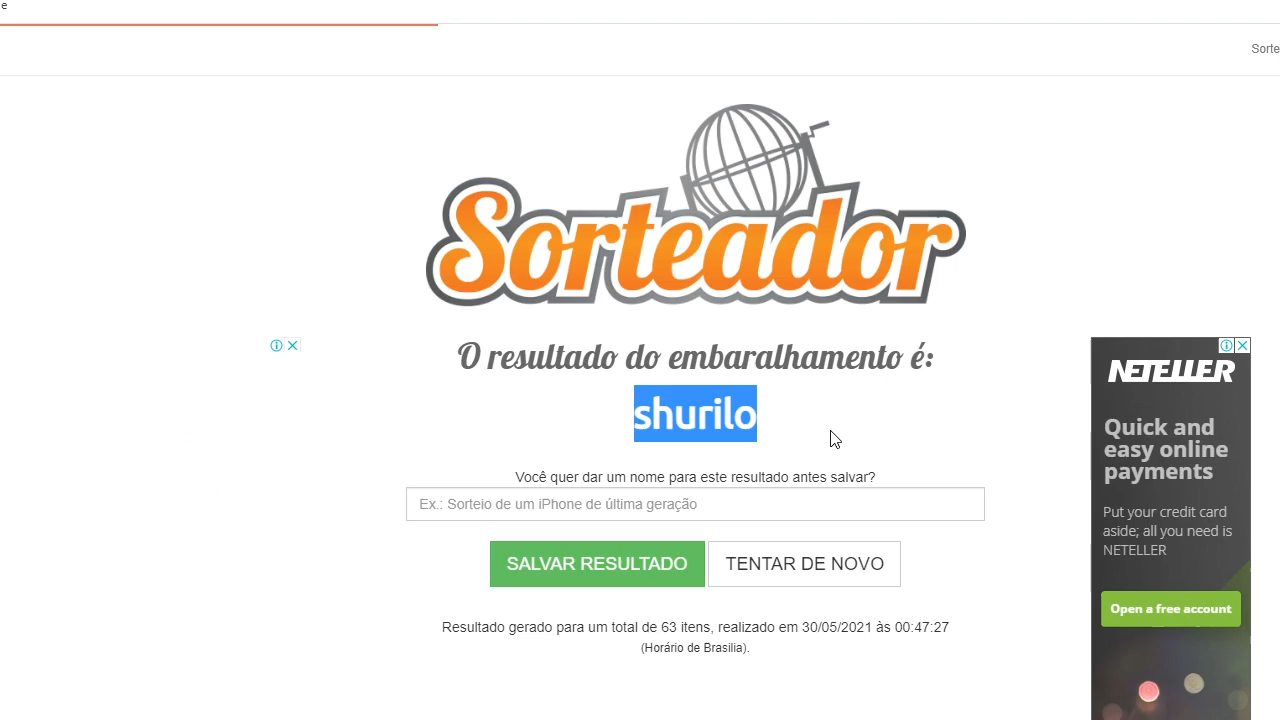 e
Sorte
Sorteador
O resultado do embaralhamento é:
shurilo
Você quer dar um nome para este resultado antes salvar?
Ex.: Sorteio de um iPhone de última geração
SALVAR RESULTADO
TENTAR DE NOVO
Resultado gerado para um total de 63 itens, realizado em 30/05/2021 às 00:47:27
(Horário de Brasilia).
NETELLER
Quick and
easy online
payments
Put your credit card
aside; all you need is
NETELLER
Open a free account